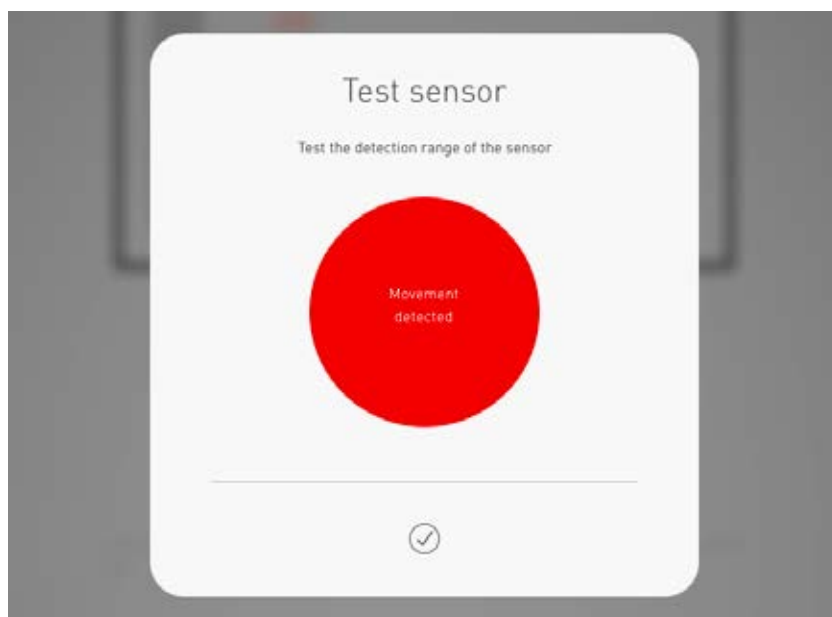 Test sensor
Test the detection range of the sensor
Movement
detected